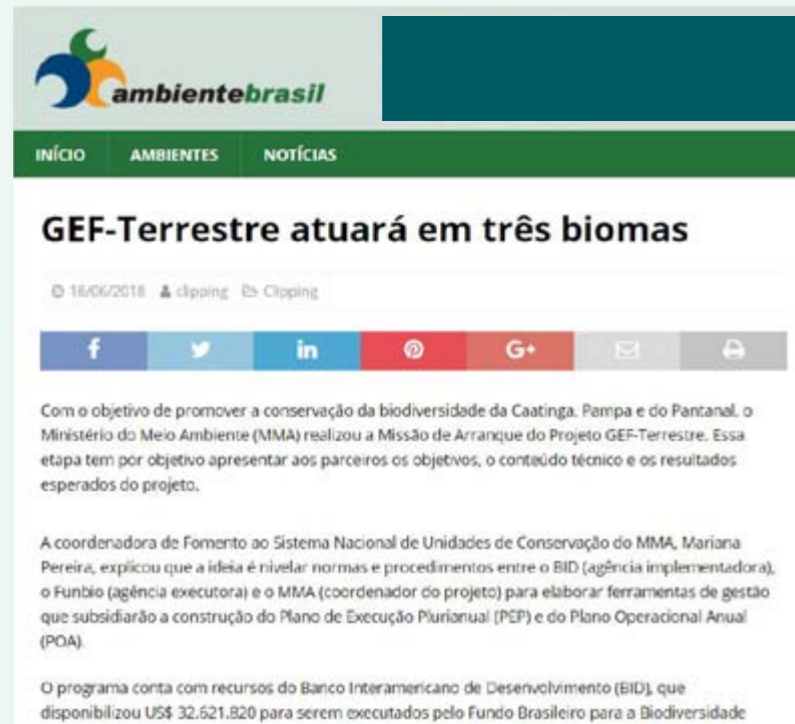 ambientebrasil
INÍCIO AMBIENTES NOTÍCIAS
GEF-Terrestre atuará em três biomas
18/06/2018 clipping Clipping
f in G+
Com o objetivo de promover a conservação da biodiversidade da Caatinga, Pampa e do Pantanal, o
Ministério do Meio Ambiente (MMA) realizou a Missão de Arranque do Projeto GEF-Terrestre. Essa
etapa tem por objetivo apresentar aos parceiros os objetivos, o conteúdo técnico e os resultados
esperados do projeto.
A coordenadora de Fomento ao Sistema Nacional de Unidades de Conservação do MMA, Mariana
Pereira, explicou que a ideia é nivelar normas e procedimentos entre o BID (agência implementadora),
o Funbio (agência executora) e o MMA (coordenador do projeto) para elaborar ferramentas de gestão
que subsidiarão a construção do Plano de Execução Plurianual (PEP) e do Plano Operacional Anual
(POA).
O programa conta com recursos do Banco Interamericano de Desenvolvimento (BID), que
disponibilizou US$ 32.621.820 para serem executados pelo Fundo Brasileiro para a Biodiversidade